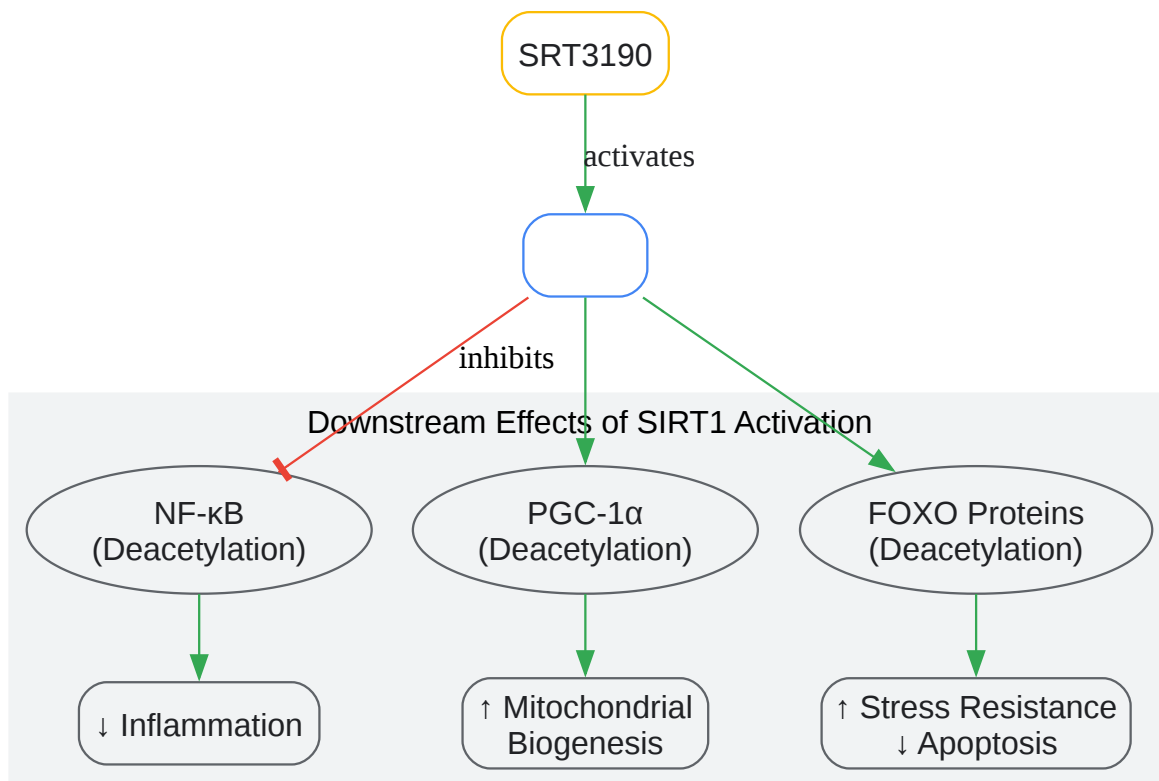 SRT3190
activates
inhibits
Downstream Effects of SIRT1 Activation
NF-κB
(Deacetylation)
PGC-1α
(Deacetylation)
FOXO Proteins
(Deacetylation)
↓ Inflammation
↑ Mitochondrial
Biogenesis
↑ Stress Resistance
↓ Apoptosis